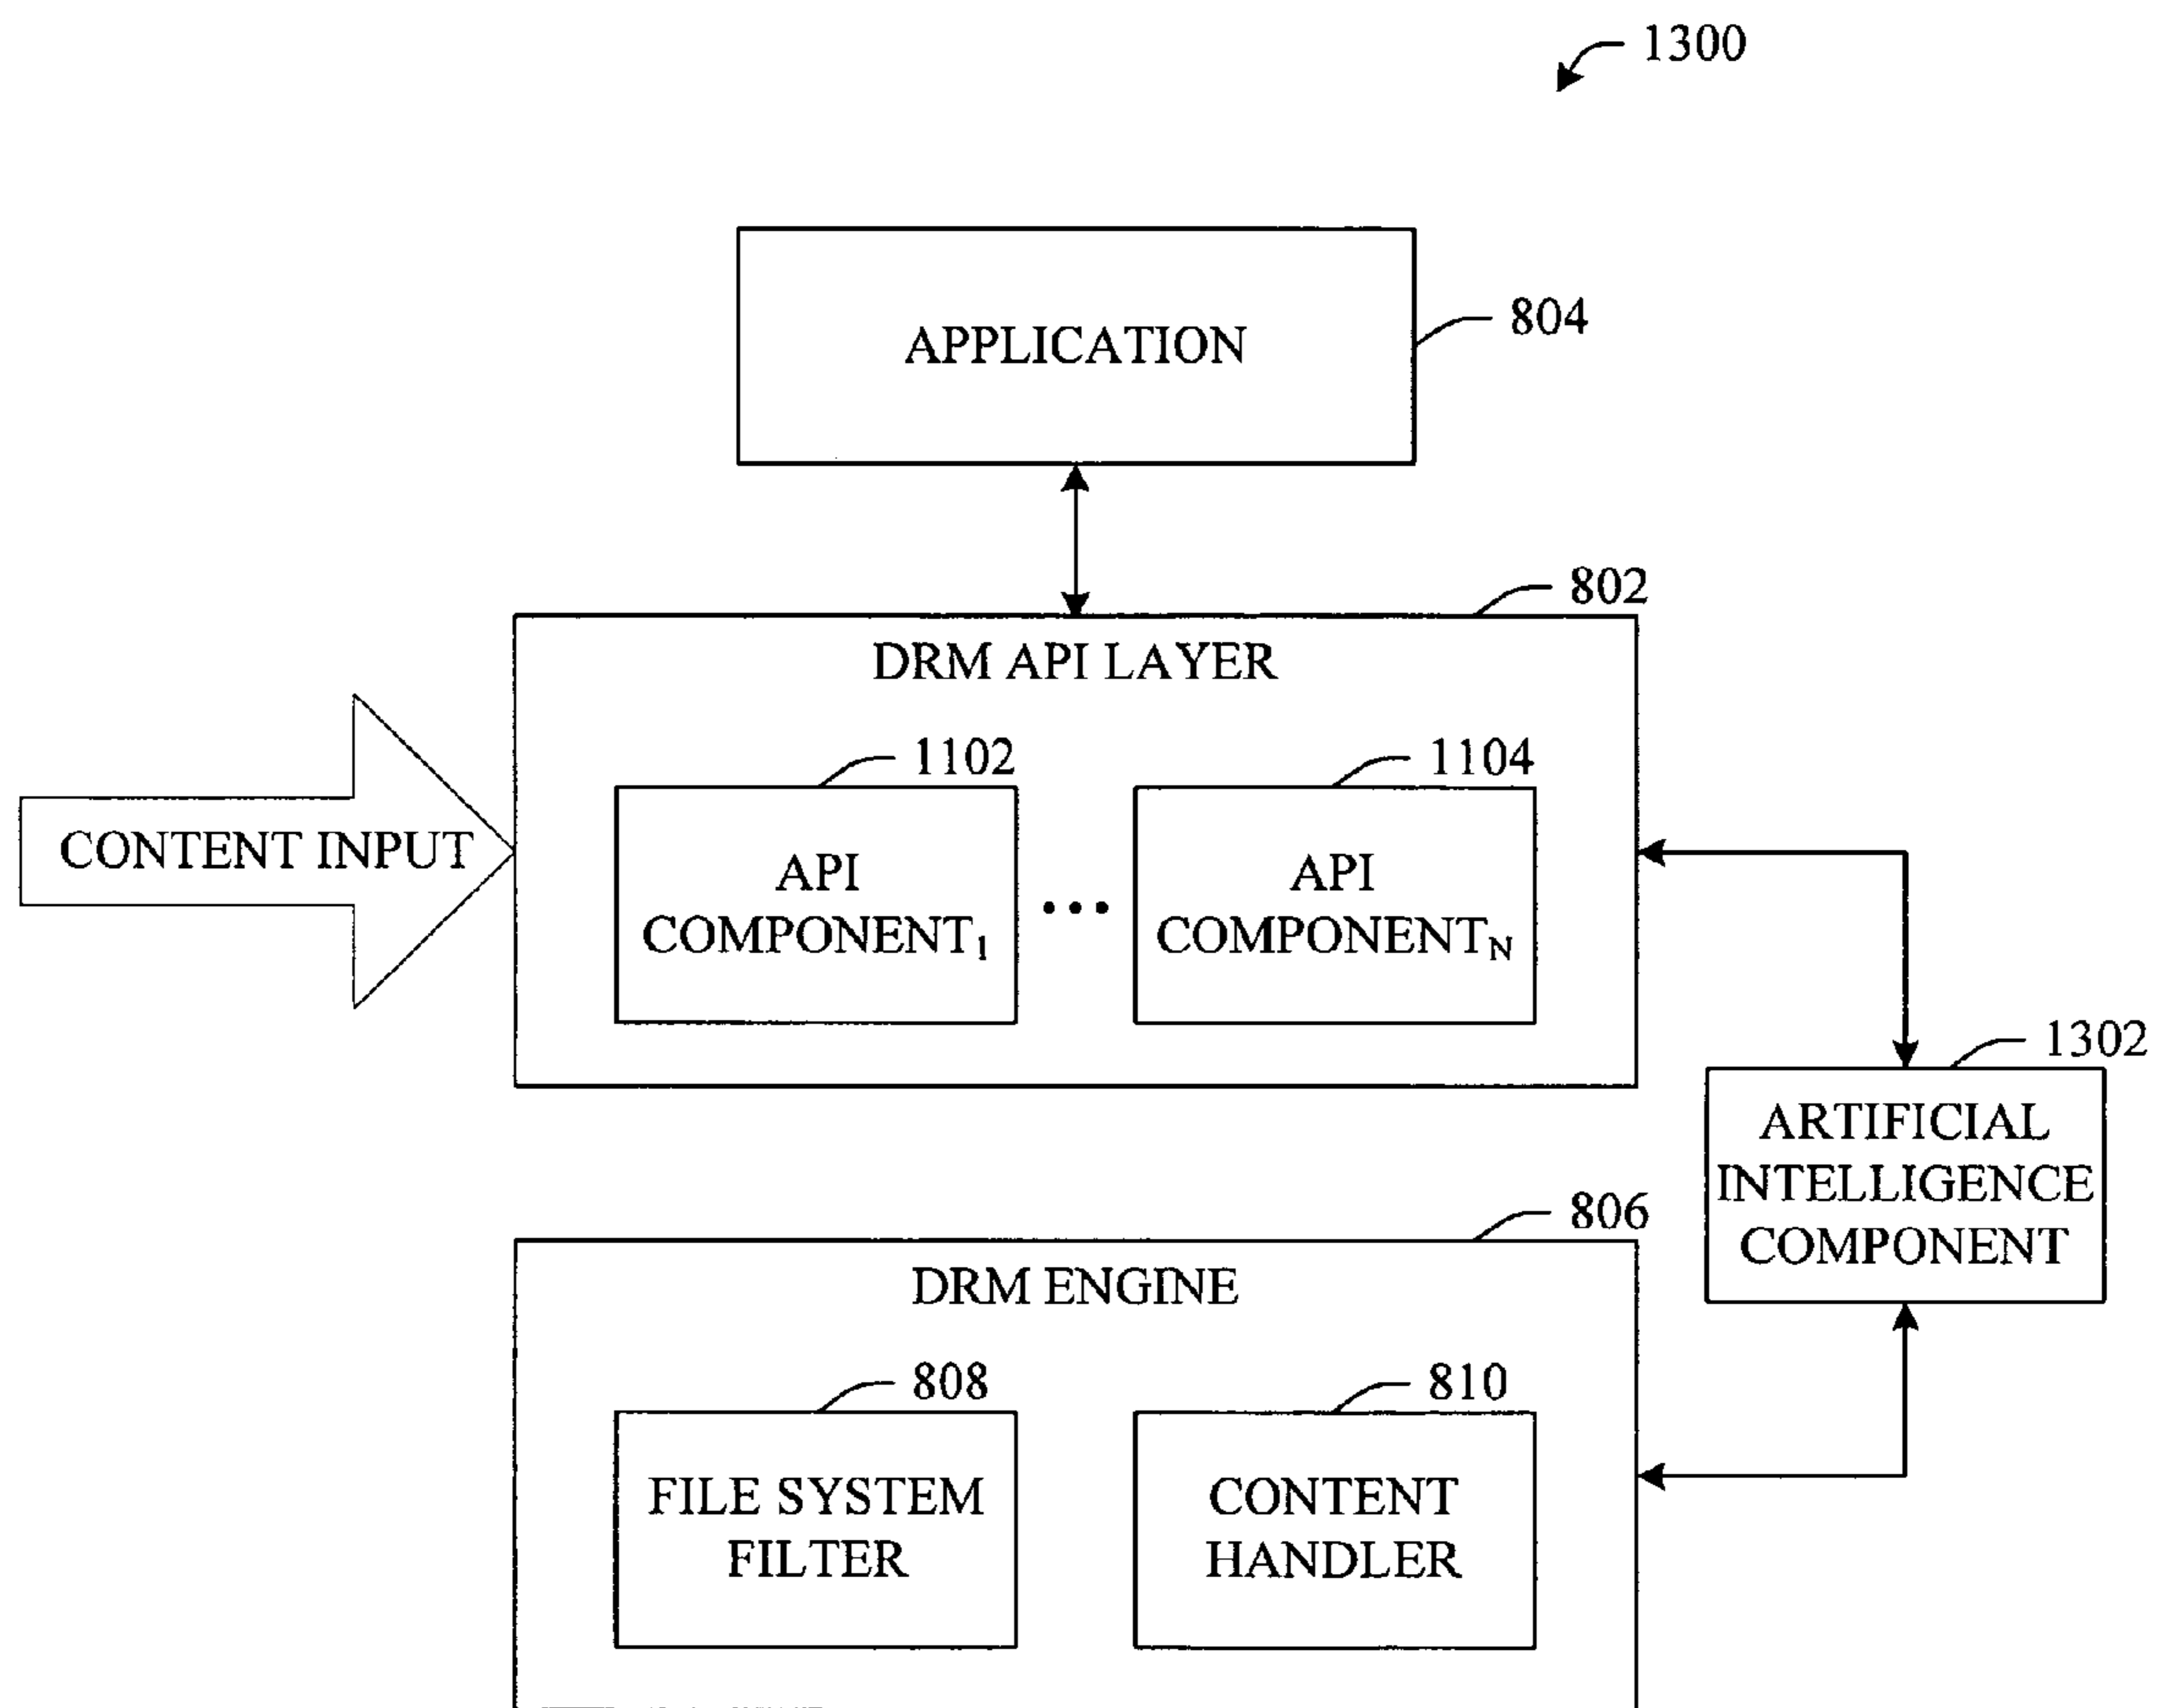 1300
APPLICATION
804
802
DRM API LAYER
1102
1104
CONTENT INPUT
API
COMPONENT1
...
API
COMPONENTN
1302
ARTIFICIAL
INTELLIGENCE
COMPONENT
806
DRM ENGINE
808
810
FILE SYSTEM
FILTER
CONTENT
HANDLER